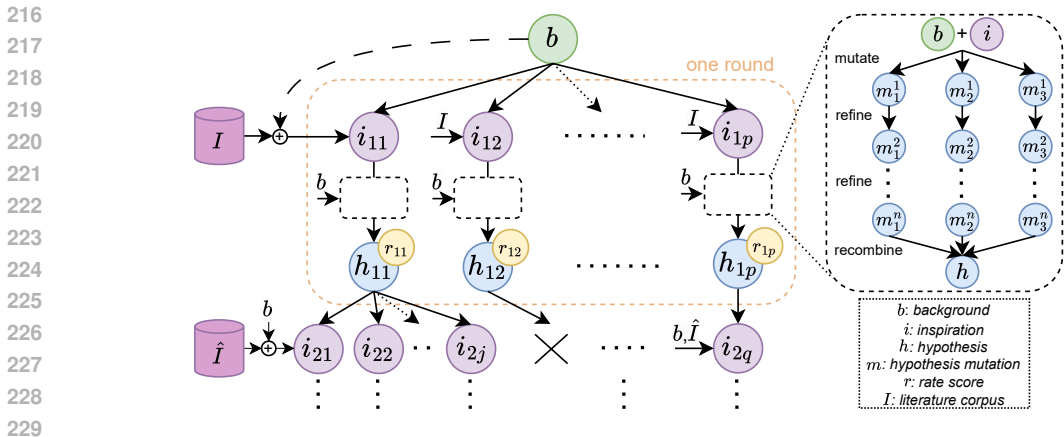 216
217
218
219
220
221
222
223
224
225
226
227
228
229
b
one round
I
+
i₁₁
I
i₁₂
.......
I
i₁ₚ
b
b
b
h₁₁
r₁₁
h₁₂
r₁₂
.......
h₁ₚ
r₁ₚ
b
Î
+
i₂₁
i₂₂
..
i₂ⱼ
....
b,Î
i₂q
b + i
mutate
m₁¹ m₂¹ m₃¹
refine
m₁² m₂² m₃²
refine
m₁ⁿ m₂ⁿ m₃ⁿ
recombine
h
b: background
i: inspiration
h: hypothesis
m: hypothesis mutation
r: rate score
I: literature corpus